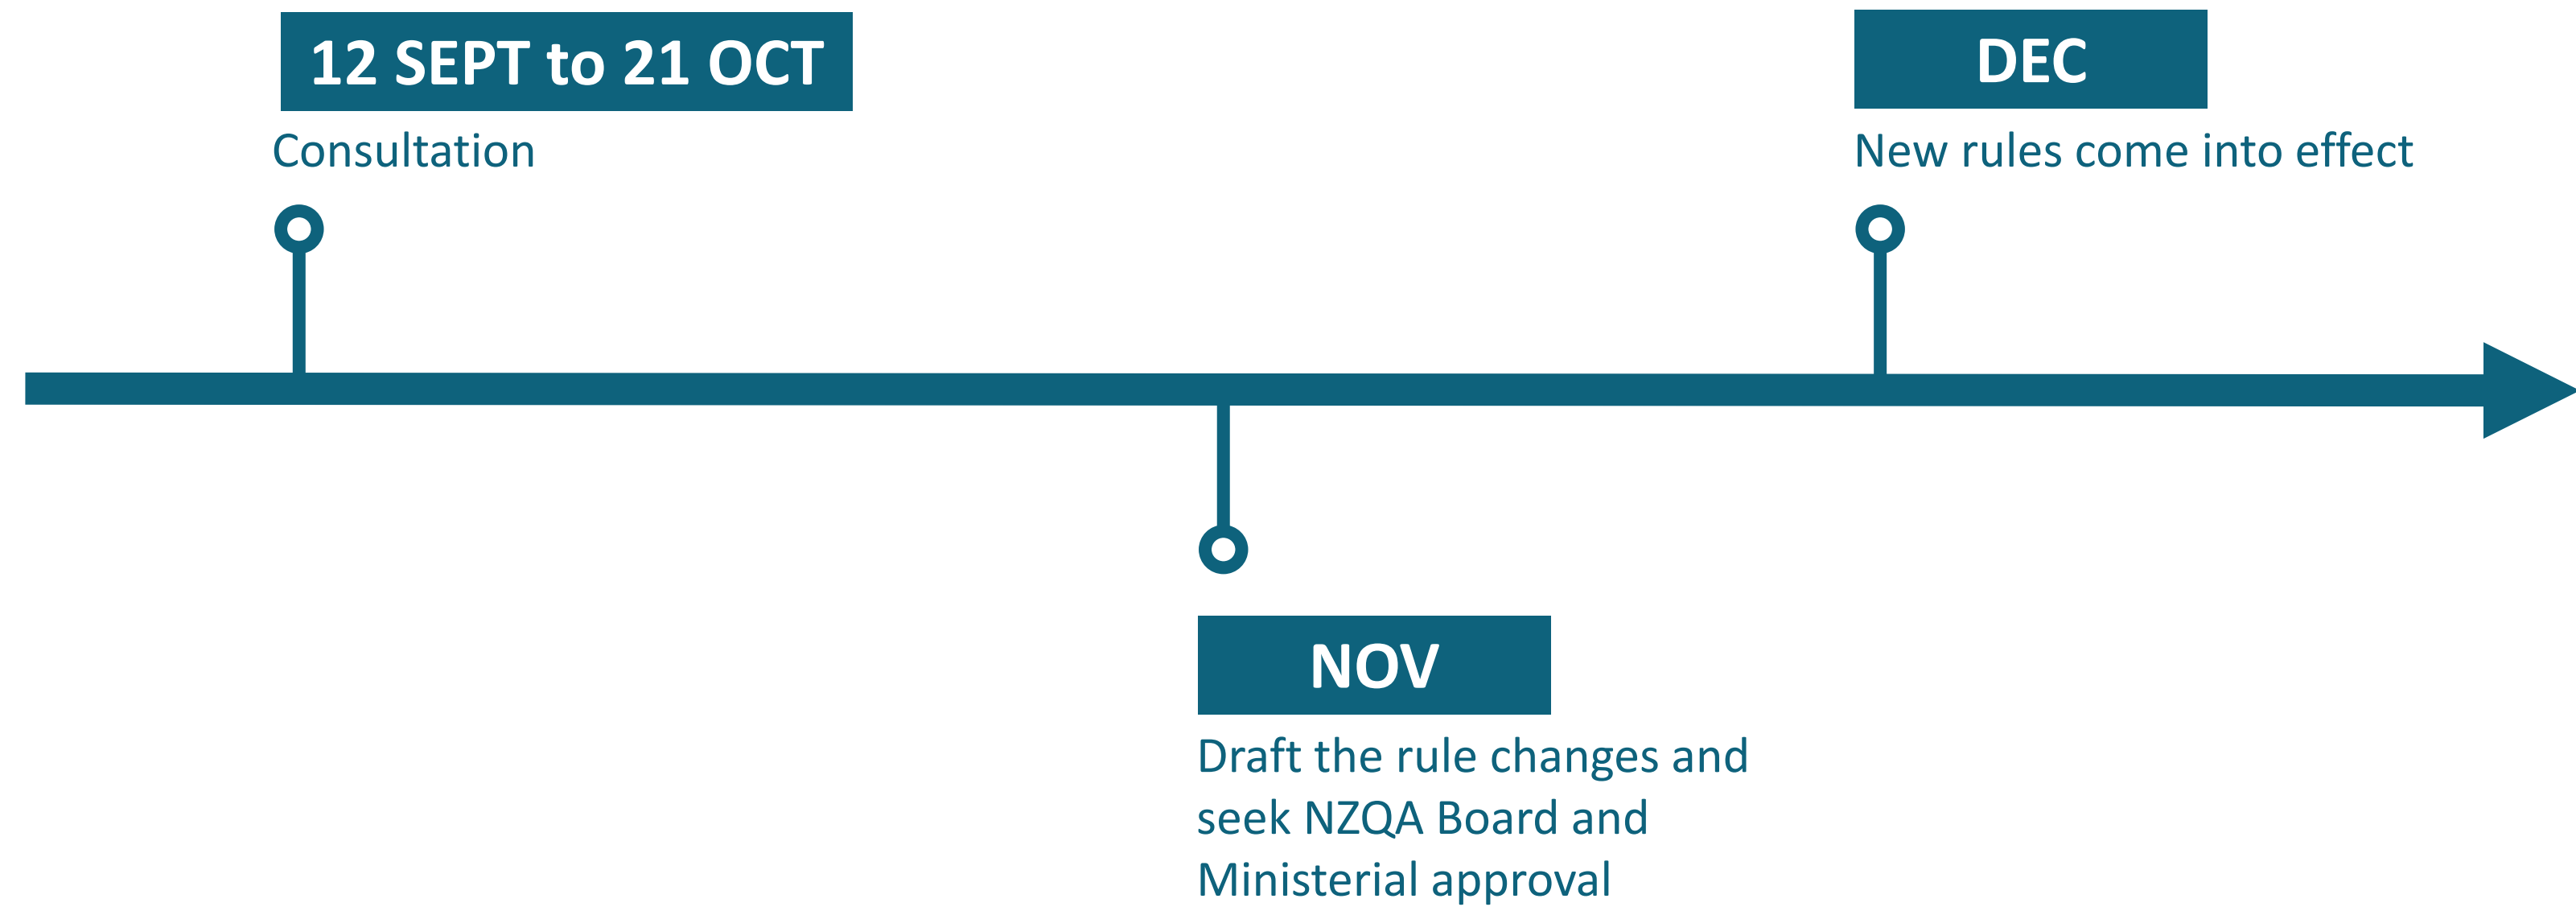 12 SEPT to 21 OCT
Consultation
DEC
New rules come into effect
NOV
Draft the rule changes and
seek NZQA Board and
Ministerial approval